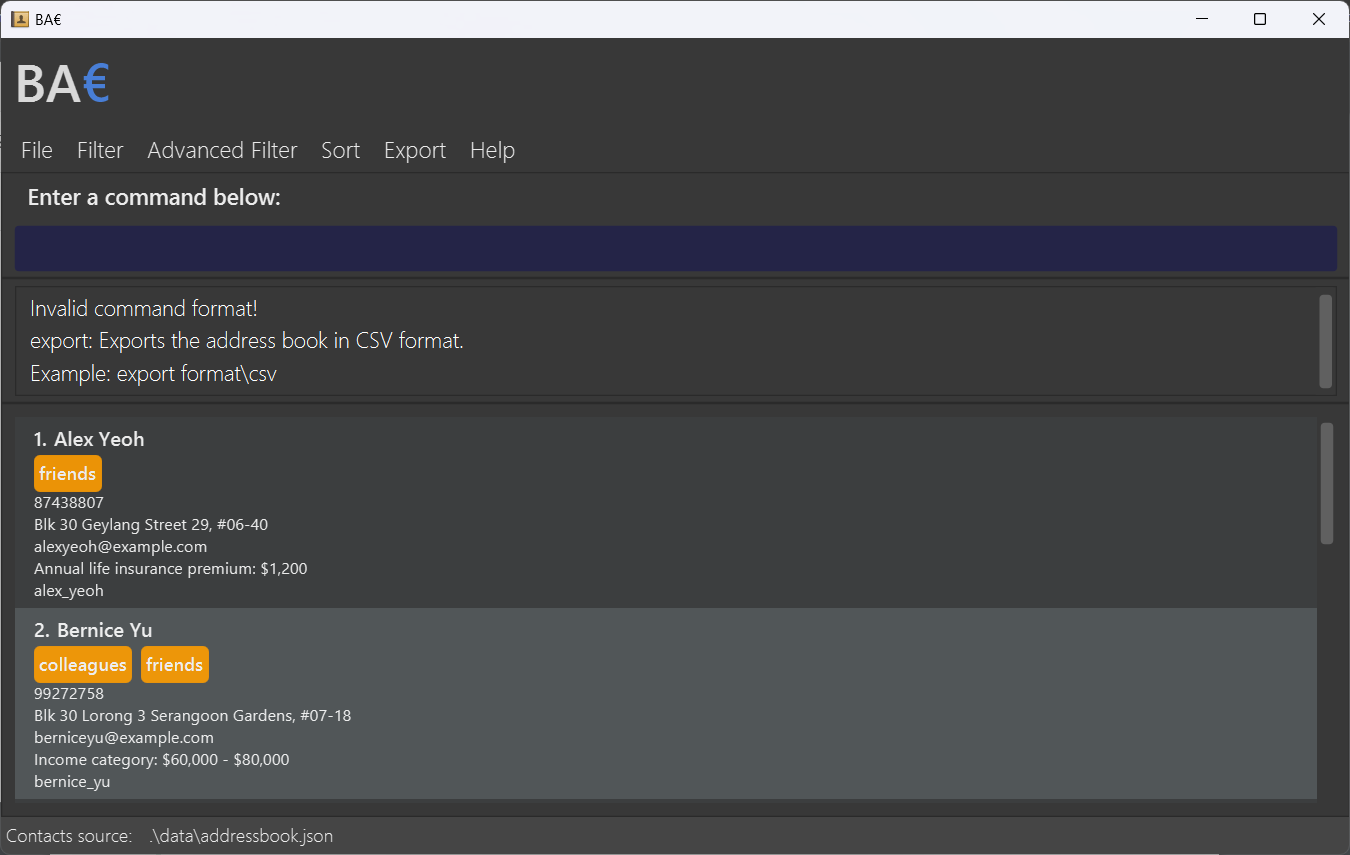 BA€
BA€
File Filter Advanced Filter Sort Export Help
Enter a command below:
Invalid command format!
export: Exports the address book in CSV format.
Example: export format\csv
1. Alex Yeoh
friends
87438807
Blk 30 Geylang Street 29, #06-40
alexyeoh@example.com
Annual life insurance premium: $1,200
alex_yeoh
2. Bernice Yu
colleagues friends
99272758
Blk 30 Lorong 3 Serangoon Gardens, #07-18
berniceyu@example.com
Income category: $60,000 - $80,000
bernice_yu
Contacts source: .\data\addressbook.json